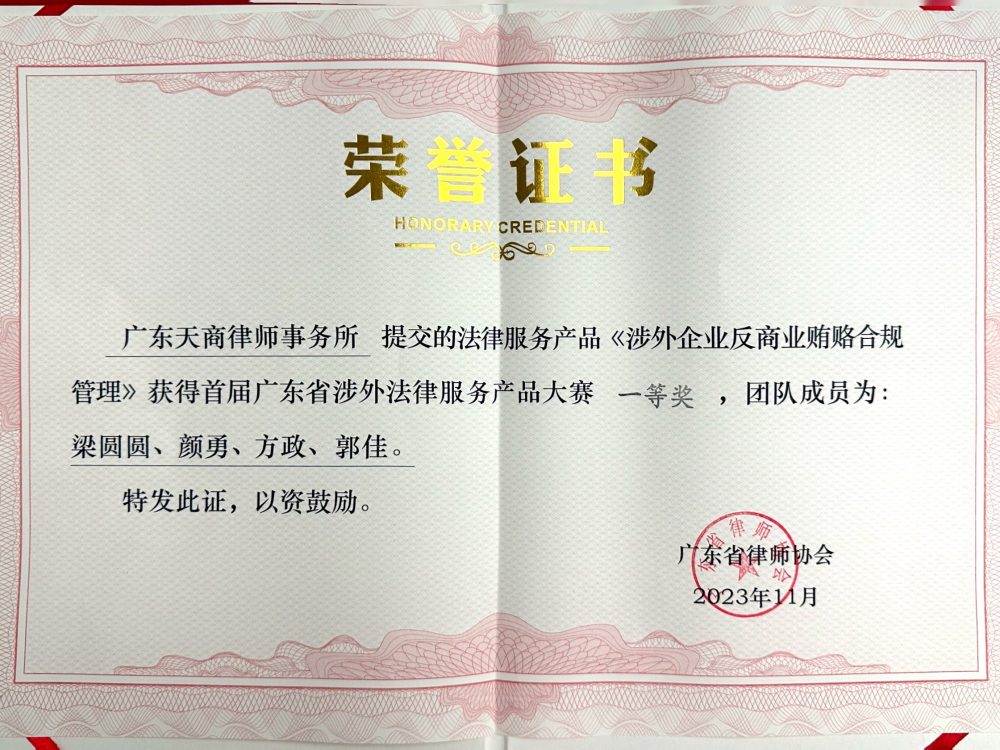 荣誉证书
HONORARY CREDENTIAL
广东天商律师事务所 提交的法律服务产品《涉外企业反商业贿赂合规
管理》获得首届广东省涉外法律服务产品大赛 一等奖 ，团队成员为：
梁圆圆、颜勇、方政、郭佳。
特发此证，以资鼓励。
广东省律师协会
2023年11月